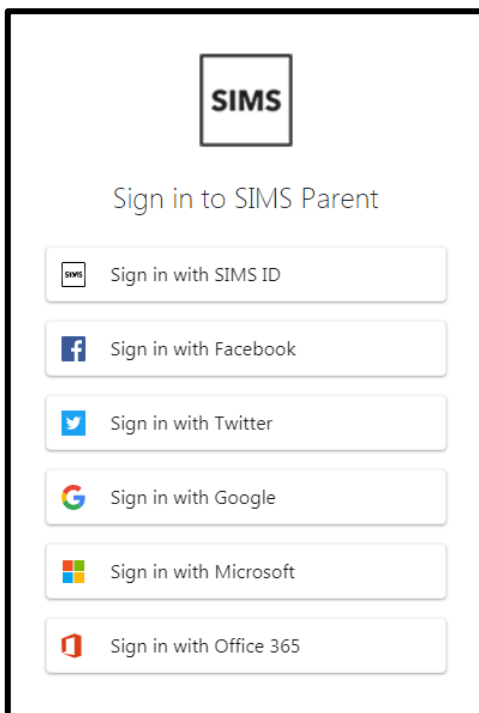 SIMS
Sign in to SIMS Parent
SIMS Sign in with SIMS ID
Sign in with Facebook
Sign in with Twitter
Sign in with Google
Sign in with Microsoft
Sign in with Office 365